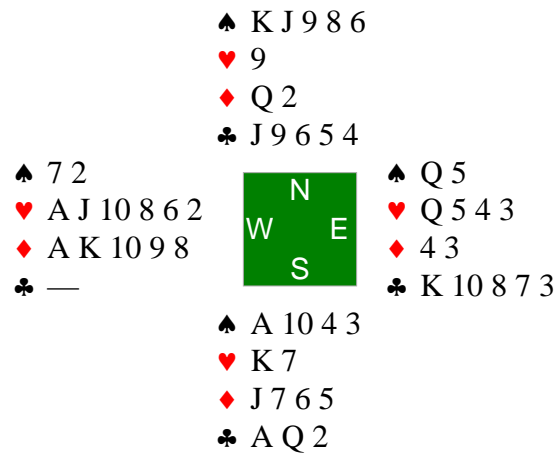 ♠ K J 9 8 6
♥ 9
♦ Q 2
♣ J 9 6 5 4
♠ 7 2
♥ A J 10 8 6 2
♦ A K 10 9 8
♣ —
N
W E
S
♠ Q 5
♥ Q 5 4 3
♦ 4 3
♣ K 10 8 7 3
♠ A 10 4 3
♥ K 7
♦ J 7 6 5
♣ A Q 2